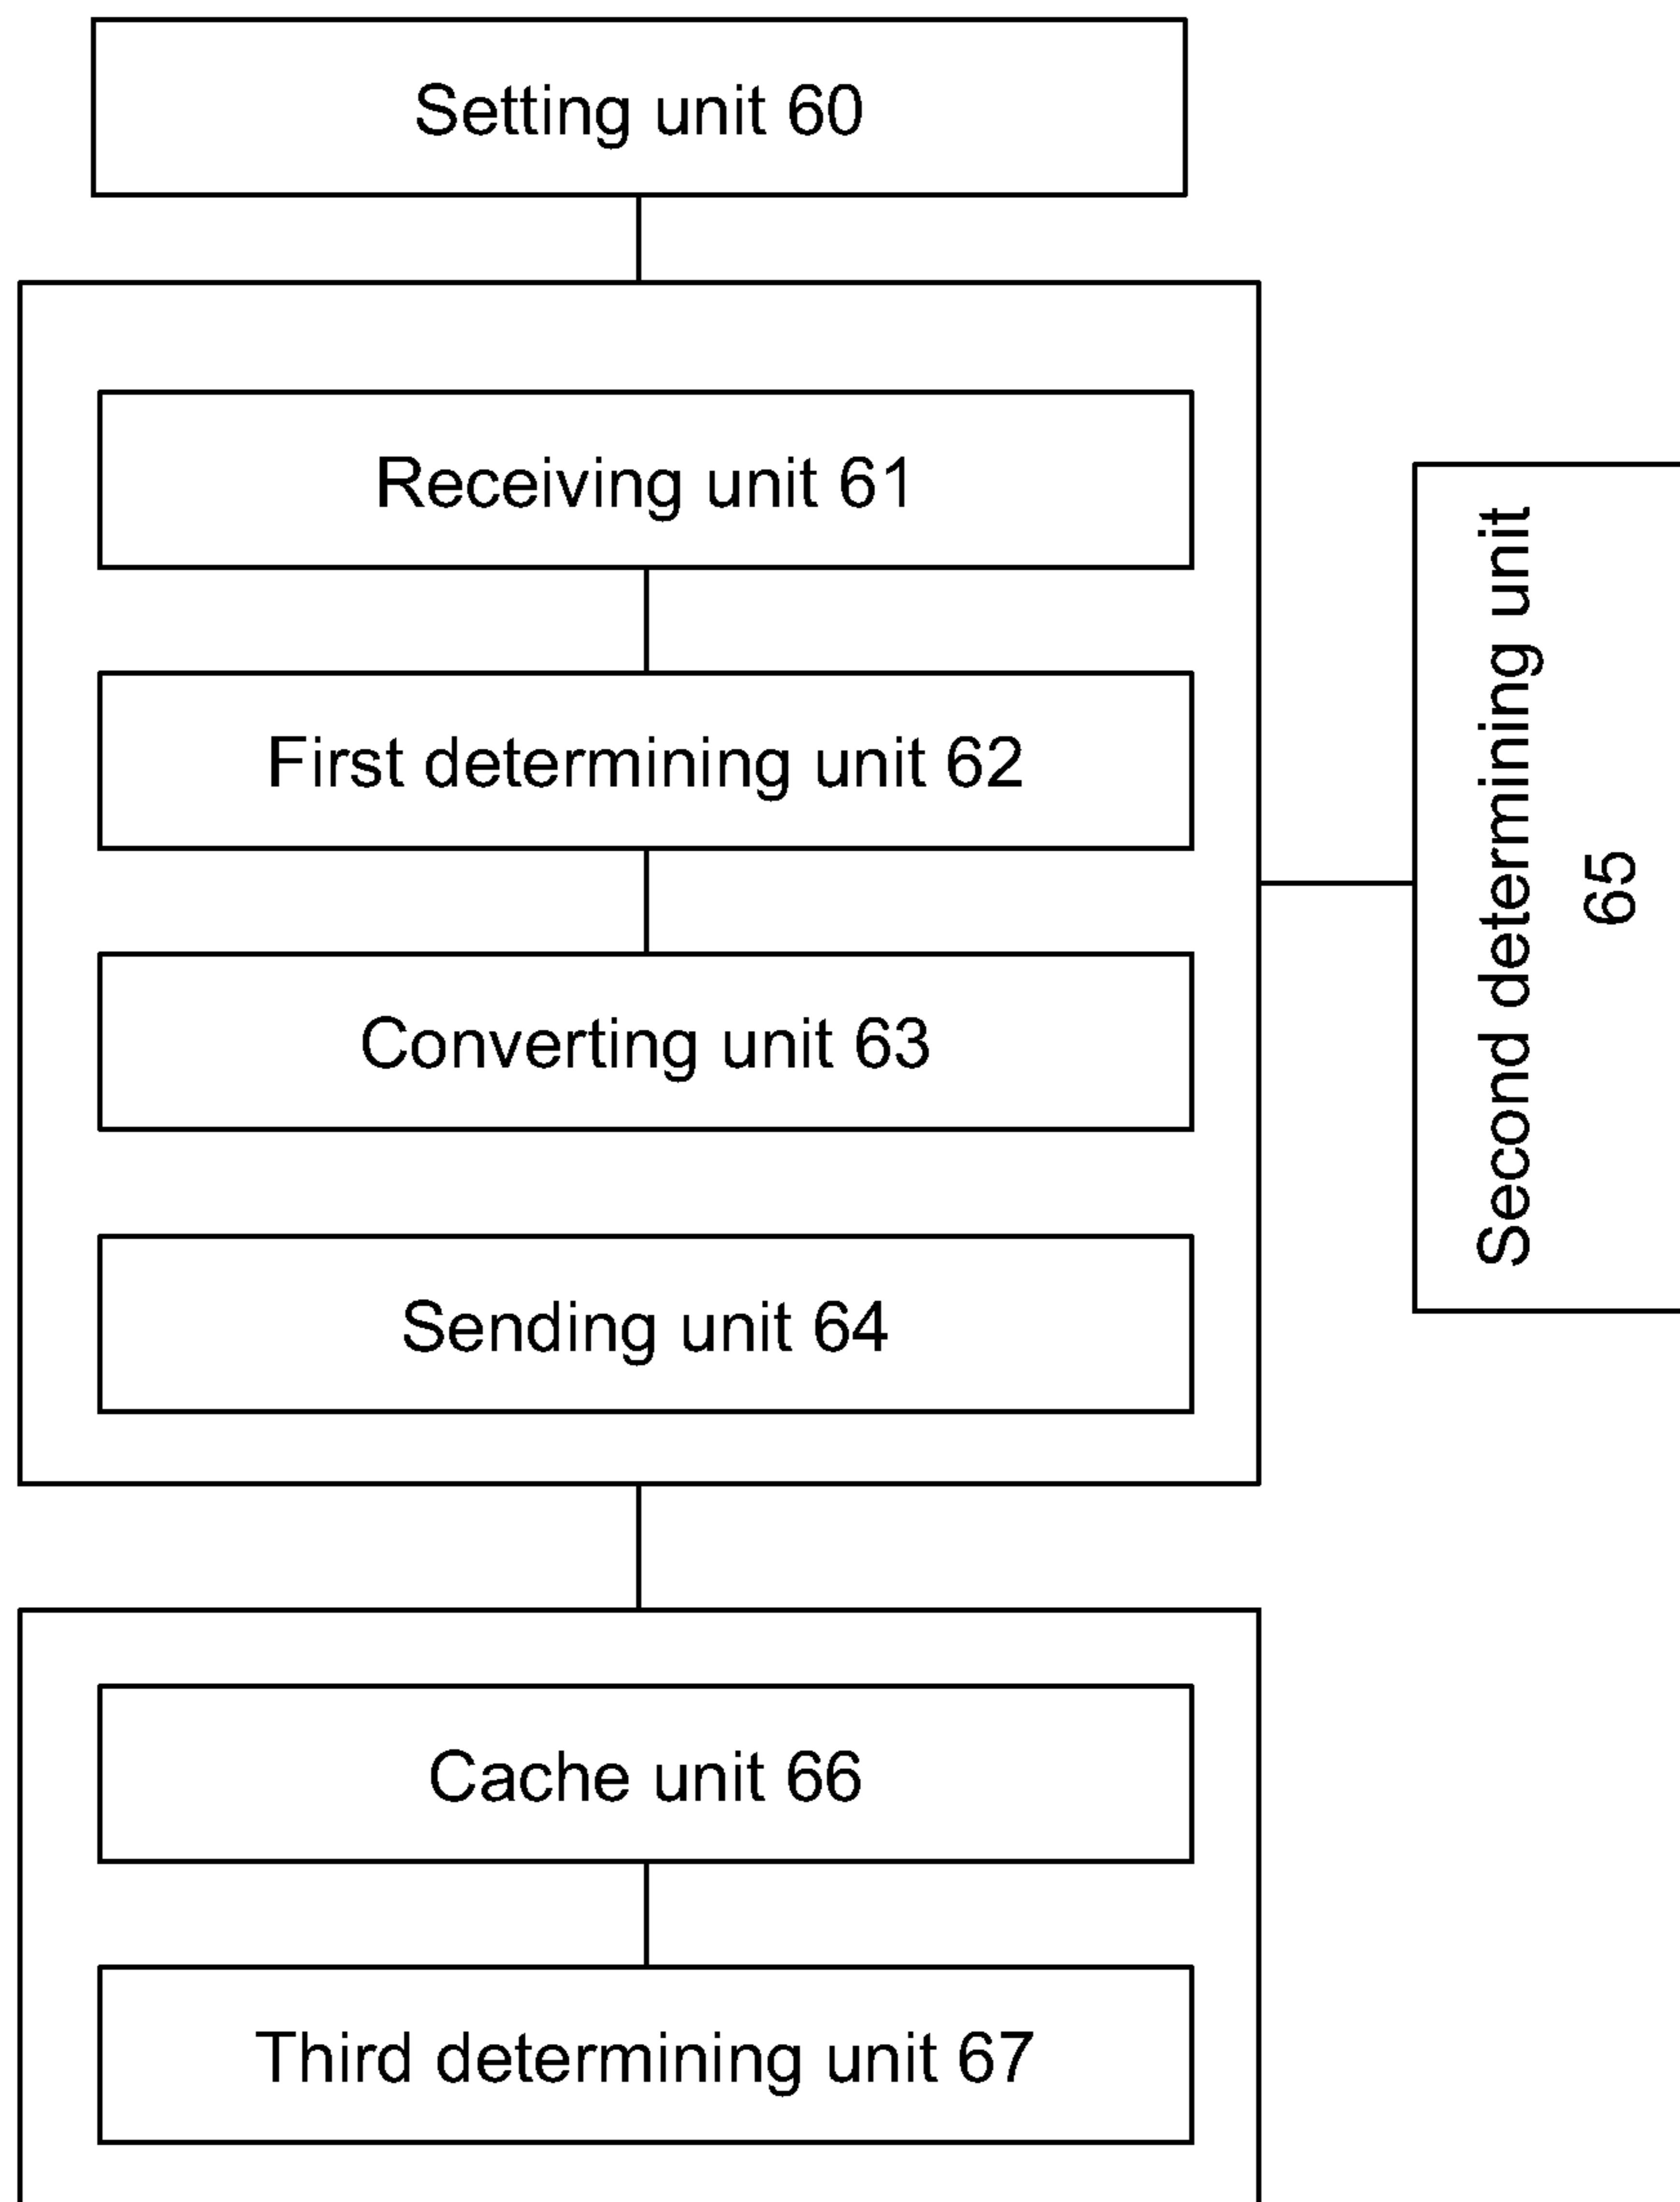 Setting unit 60
Receiving unit 61
First determining unit 62
Converting unit 63
Sending unit 64
Second determining unit
65
Cache unit 66
Third determining unit 67